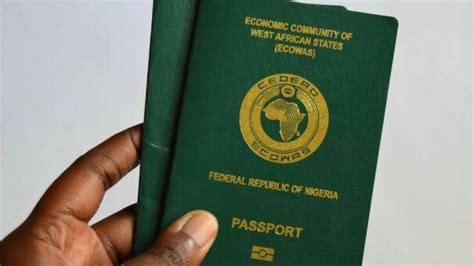 ECONOMIC COMMUNITY OF
WEST AFRICAN STATES
(ECOWAS)
CEDEAO
ECOWAS
FEDERAL REPUBLIC OF NIGERIA
PASSPORT